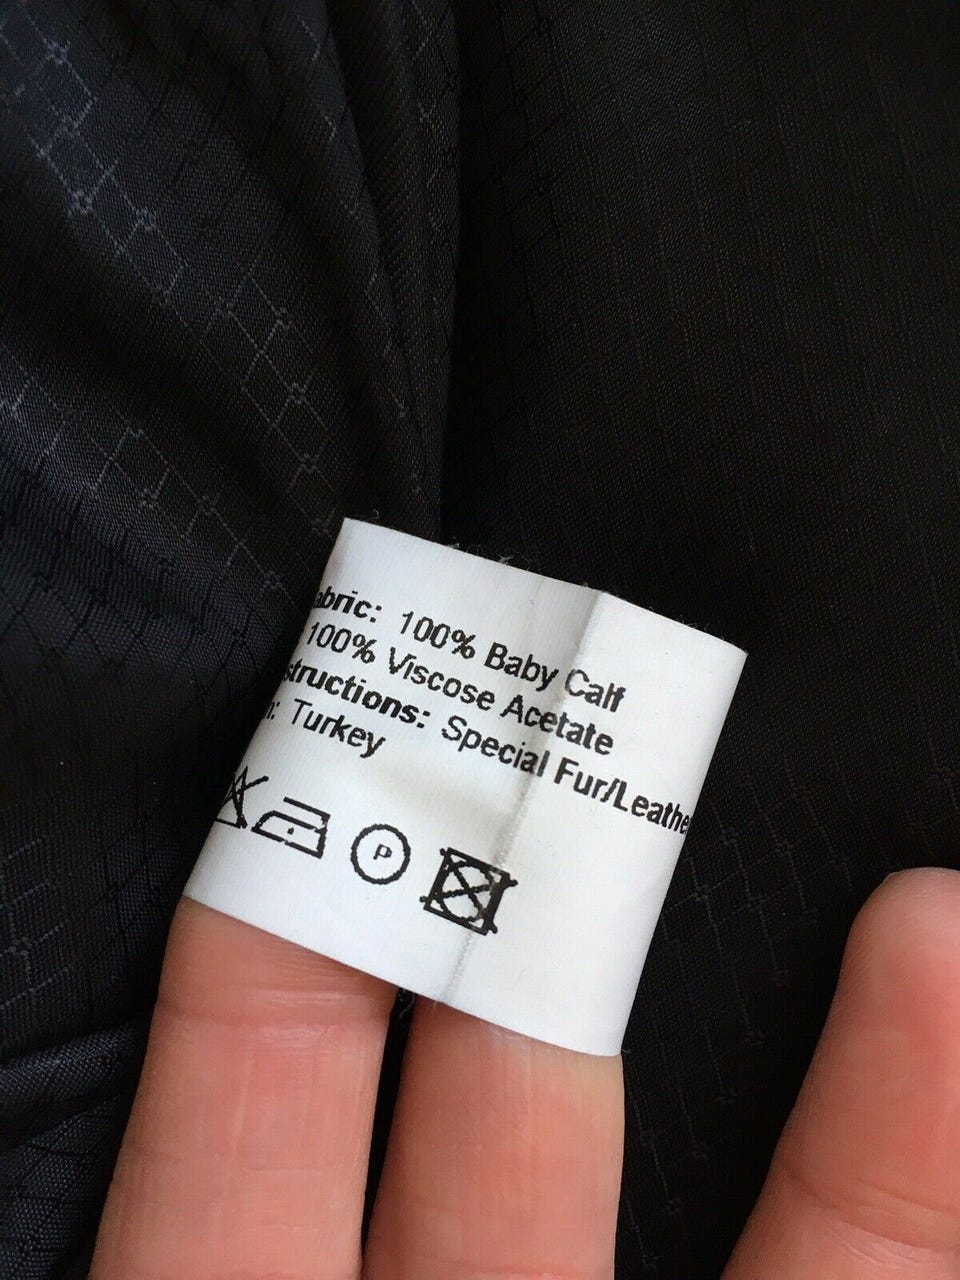 abric: 100% Baby Calf
100% Viscose Acetate
structions: Special Fur/Leathe
n: Turkey
P